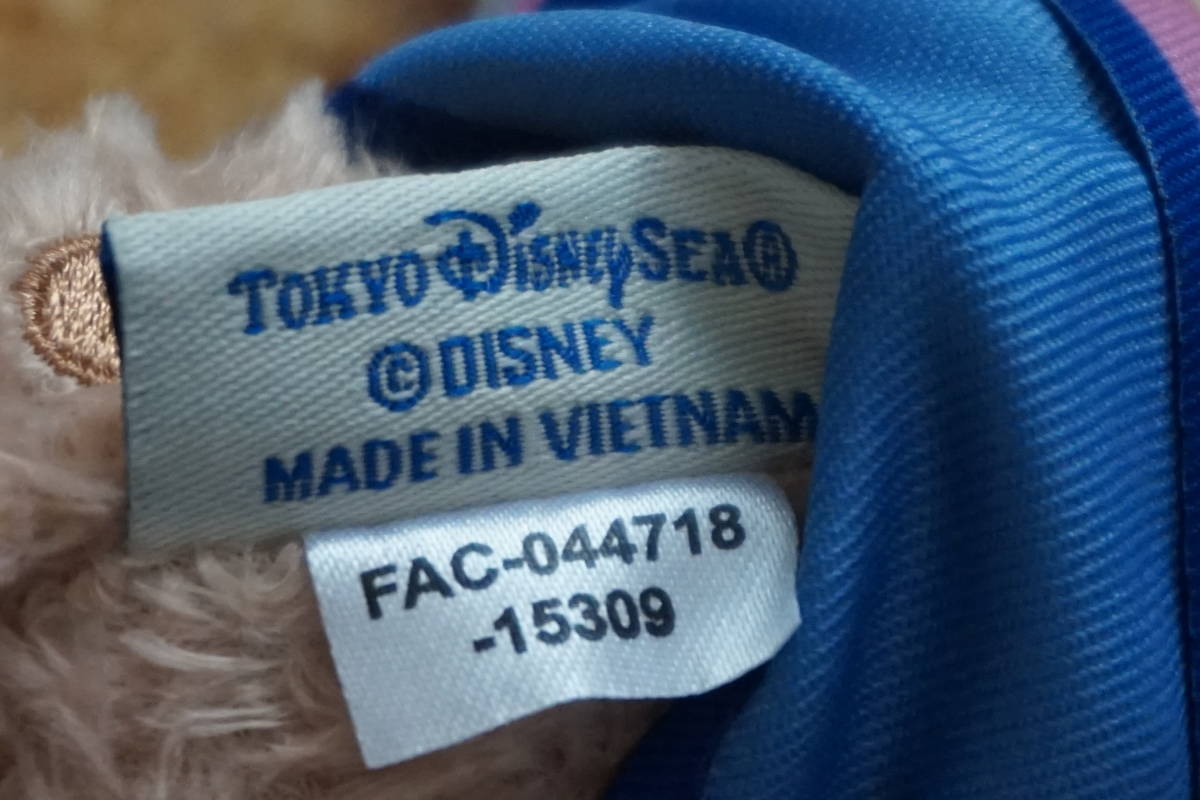 TOKYO DISNEYSEA®
©DISNEY
MADE IN VIETNAM
FAC-044718
-15309